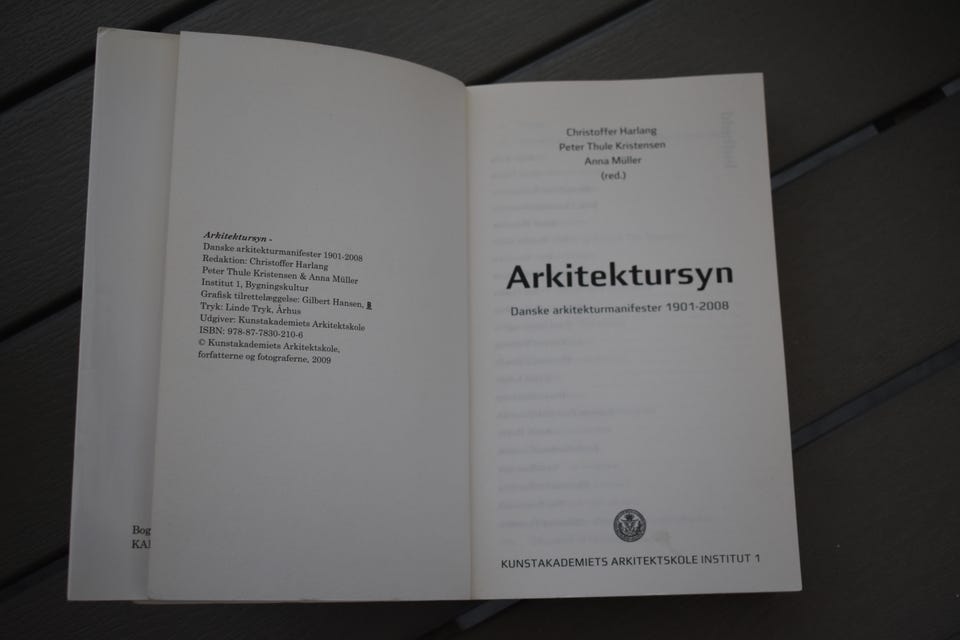 Arkitektursyn -
Danske arkitekturmanifester 1901-2008
Redaktion: Christoffer Harlang
Peter Thule Kristensen & Anna Müller
Institut 1, Bygningskultur
Grafisk tilrettelæggelse: Gilbert Hansen,
Tryk: Linde Tryk, Århus
Udgiver: Kunstakademiets Arkitektskole
ISBN: 978-87-7830-210-6
© Kunstakademiets Arkitektskole,
forfatterne og fotograferne, 2009
Bog
KAI
Christoffer Harlang
Peter Thule Kristensen
Anna Müller
(red.)
Arkitektursyn
Danske arkitekturmanifester 1901-2008
KUNSTAKADEMIETS ARKITEKTSKOLE INSTITUT 1